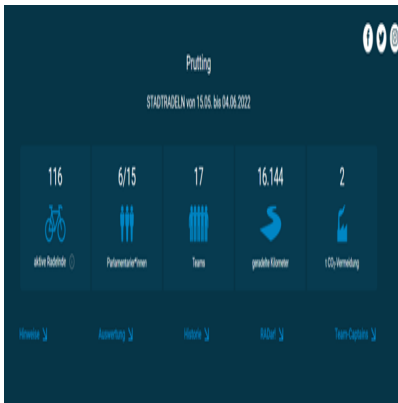 Prutting
STADTRADELN von 15.05. bis 04.06.2022
116
6/15
17
16.144
2
aktive Radelnde
Parlamentarier*innen
Teams
geradelte Kilometer
t CO₂-Vermeidung
Hinweise
Auswertung
Historie
RADar!
Team-Captains